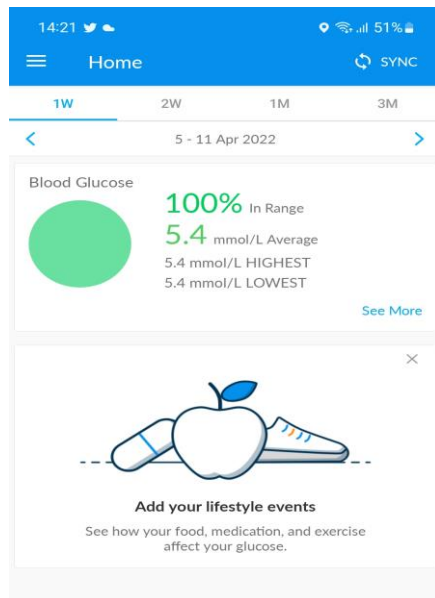 14:21 51%
Home SYNC
1W 2W 1M 3M
5 - 11 Apr 2022
Blood Glucose
100% In Range
5.4 mmol/L Average
5.4 mmol/L HIGHEST
5.4 mmol/L LOWEST
See More
Add your lifestyle events
See how your food, medication, and exercise
affect your glucose.